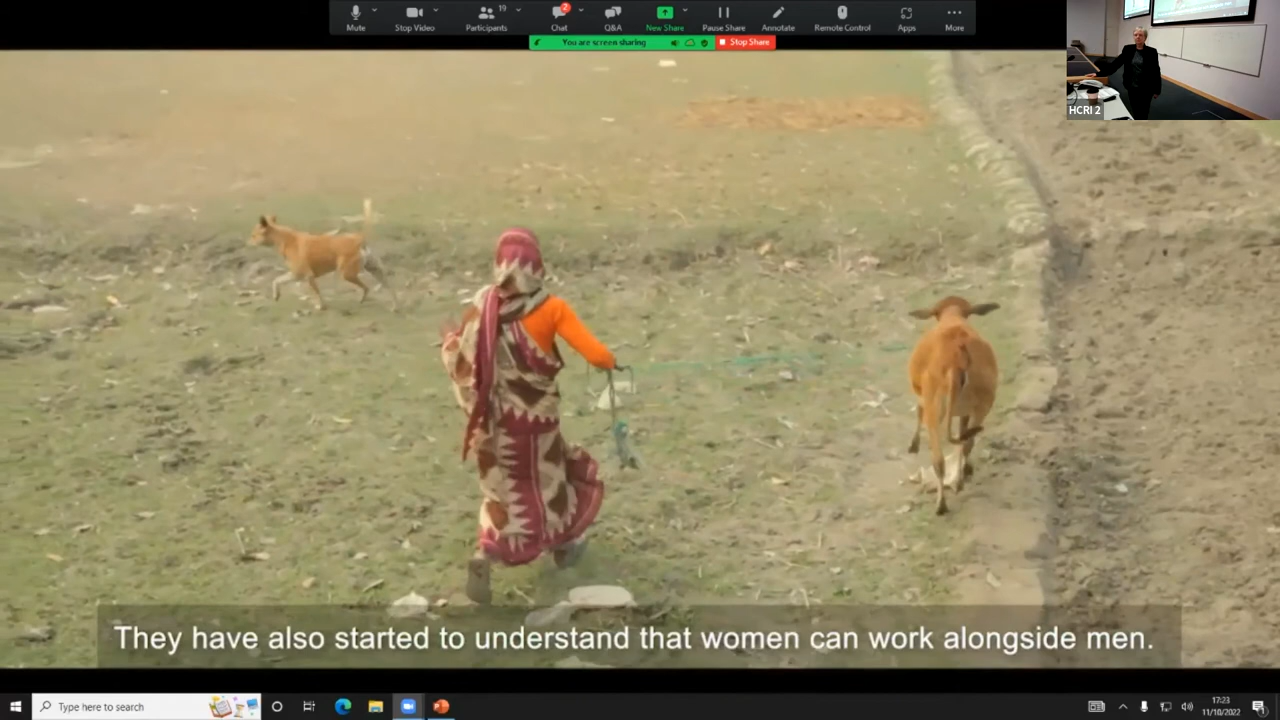 19
2
Mute
Stop Video
Participants
Chat
Q&A
New Share
Pause Share
Annotate
Remote Control
Apps
More
You are screen sharing
Stop Share
HCRI 2
They have also started to understand that women can work alongside men.
Type here to search
17:23
11/10/2022
1